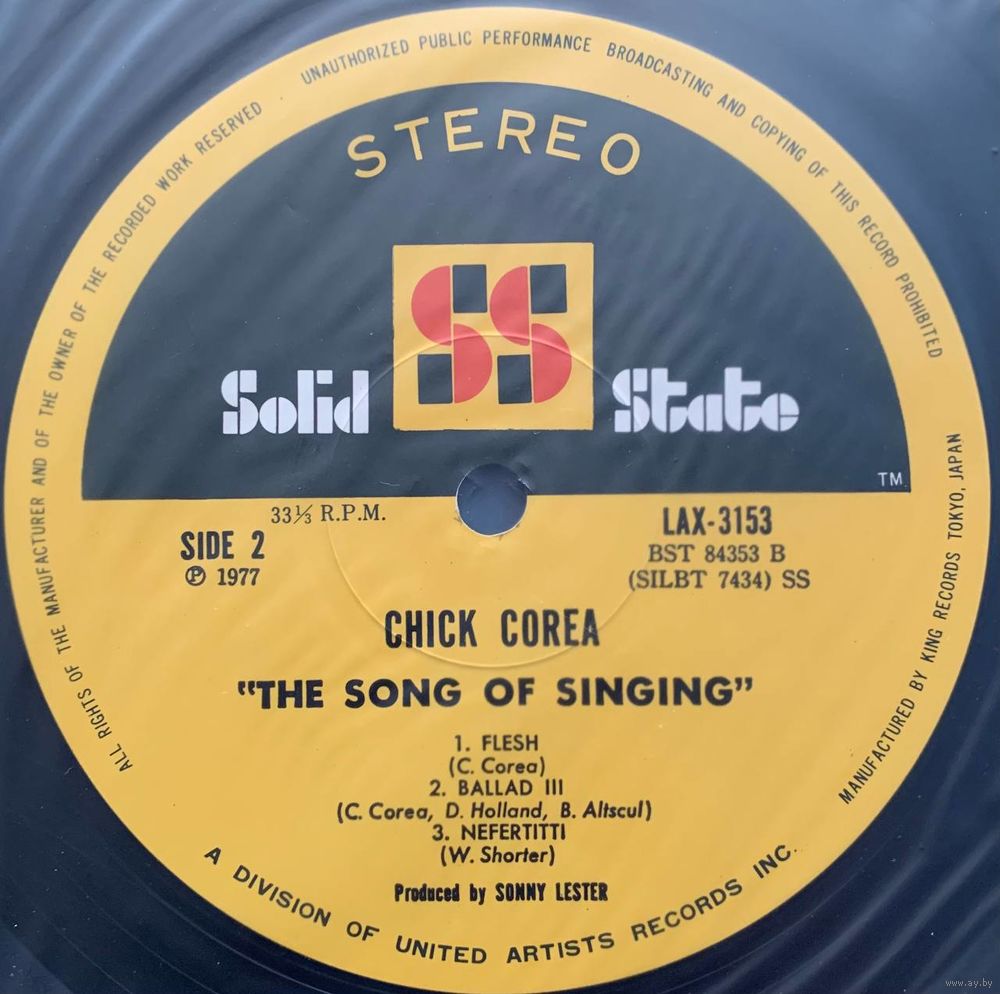 ALL RIGHTS OF THE MANUFACTURER AND OF THE OWNER OF THE RECORDED WORK RESERVED
UNAUTHORIZED PUBLIC PERFORMANCE BROADCASTING AND COPYING OF THIS RECORD PROHIBITED
STEREO
SS
Solid State
TM
33⅓ R.P.M.
SIDE 2
Ⓟ 1977
LAX-3153
BST 84353 B
(SILBT 7434) SS
CHICK COREA
"THE SONG OF SINGING"
1. FLESH
(C. Corea)
2. BALLAD III
(C. Corea, D. Holland, B. Altscul)
3. NEFERTITTI
(W. Shorter)
Produced by SONNY LESTER
A DIVISION OF UNITED ARTISTS RECORDS INC.
MANUFACTURED BY KING RECORDS TOKYO, JAPAN
www.ay.by